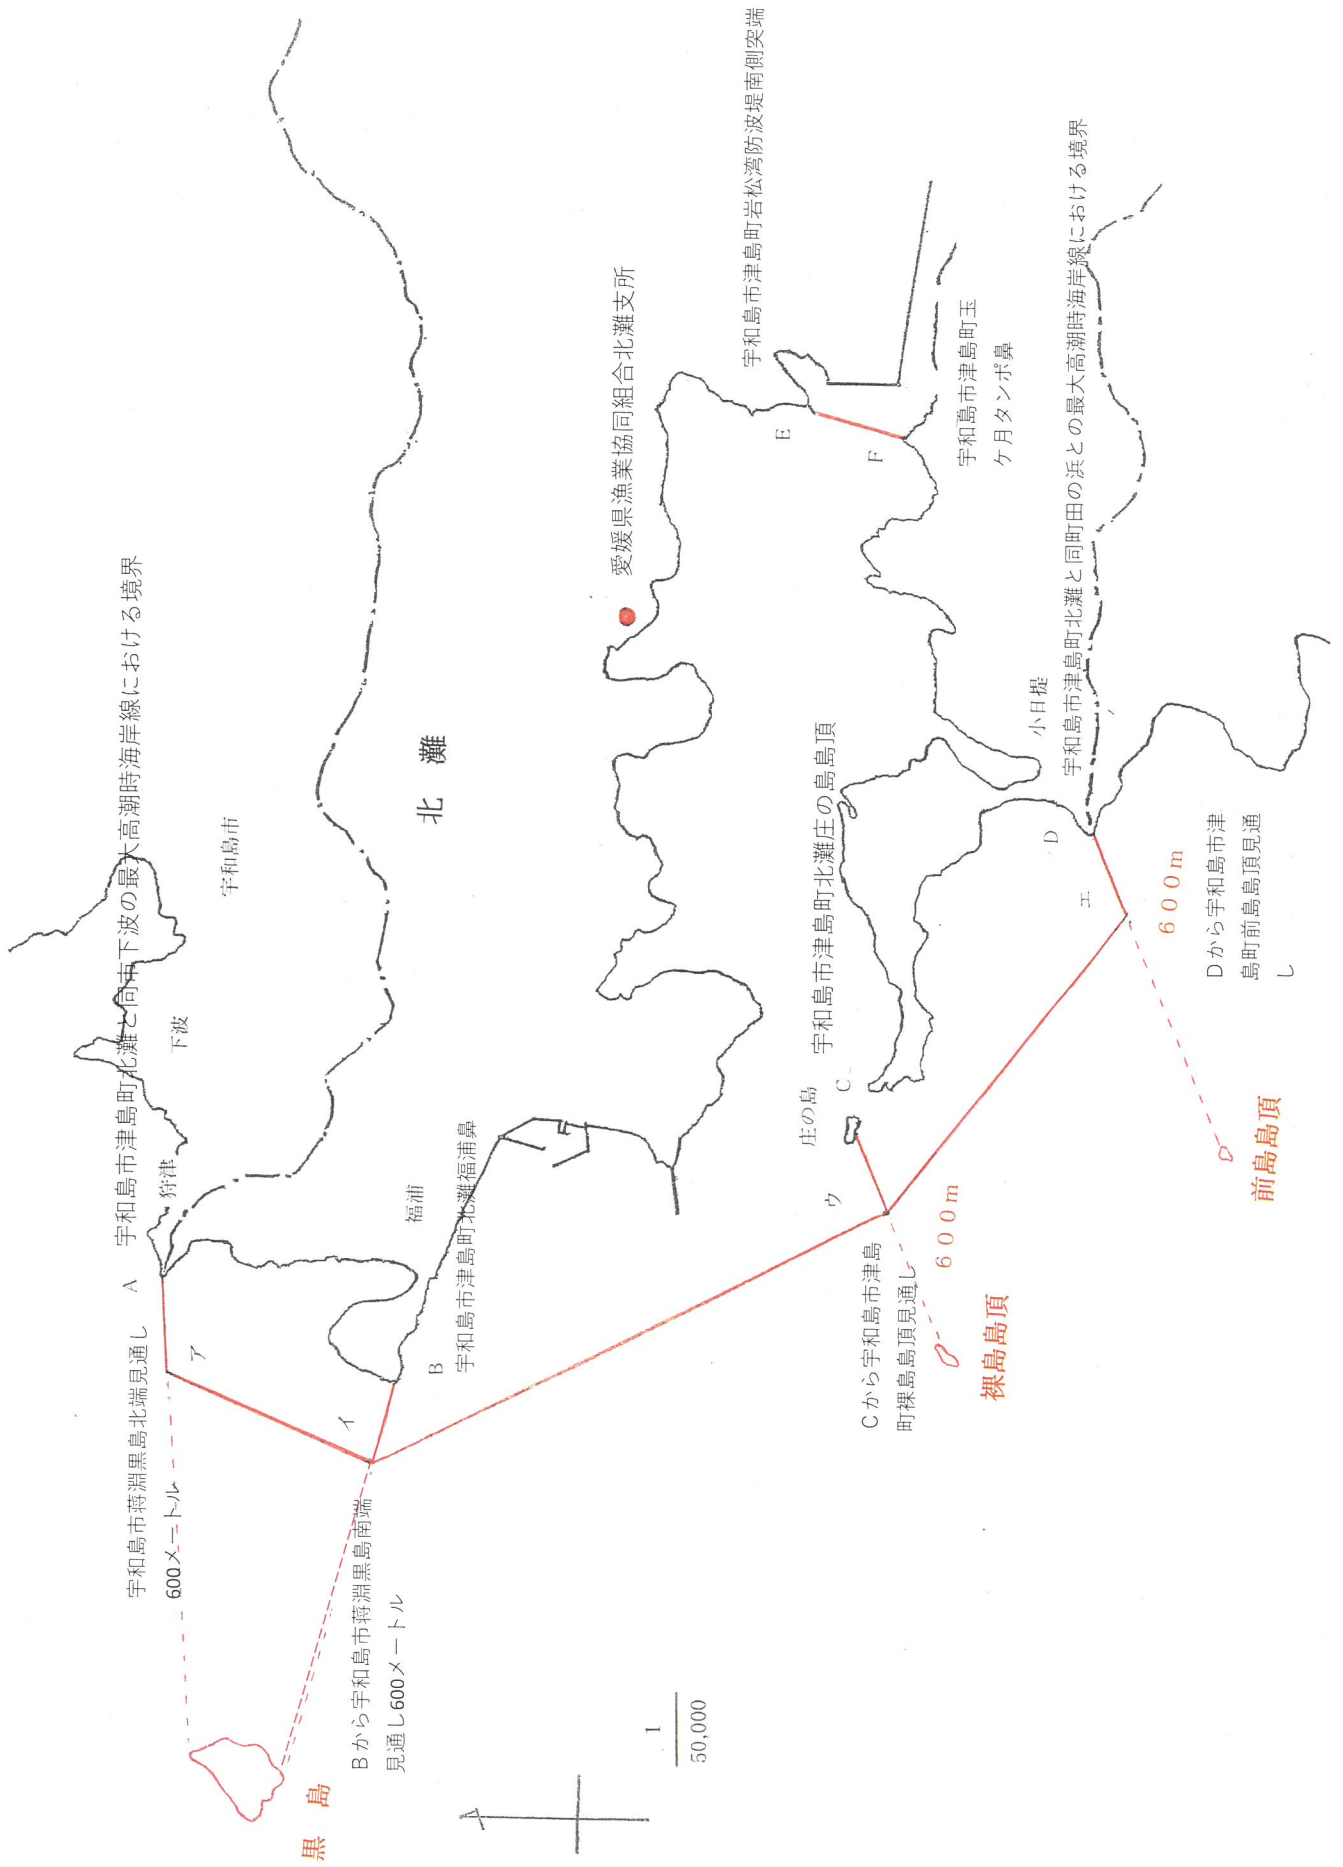 宇和島市津島町北灘と同市下波の最大高潮時海岸線における境界
宇和島市
下波
狩津
A
ア
宇和島市蒋淵黒島北端見通し
600メートル
黒島
北灘
福浦
宇和島市津島町北灘福浦鼻
B
イ
Bから宇和島市蒋淵黒島南端
見通し600メートル
1
50,000
愛媛県漁業協同組合北灘支所
宇和島市津島町岩松湾防波堤南側突端
E
F
宇和島市津島町玉
ケ月タンポ鼻
宇和島市津島町北灘庄の島島頂
庄の島
C
ウ
Cから宇和島市津島
町裸島島頂見通し
600m
裸島島頂
小日提
宇和島市津島町北灘と同町田の浜との最大高潮時海岸線における境界
D
エ
600m
Dから宇和島市津
島町前島島頂見通
し
前島島頂